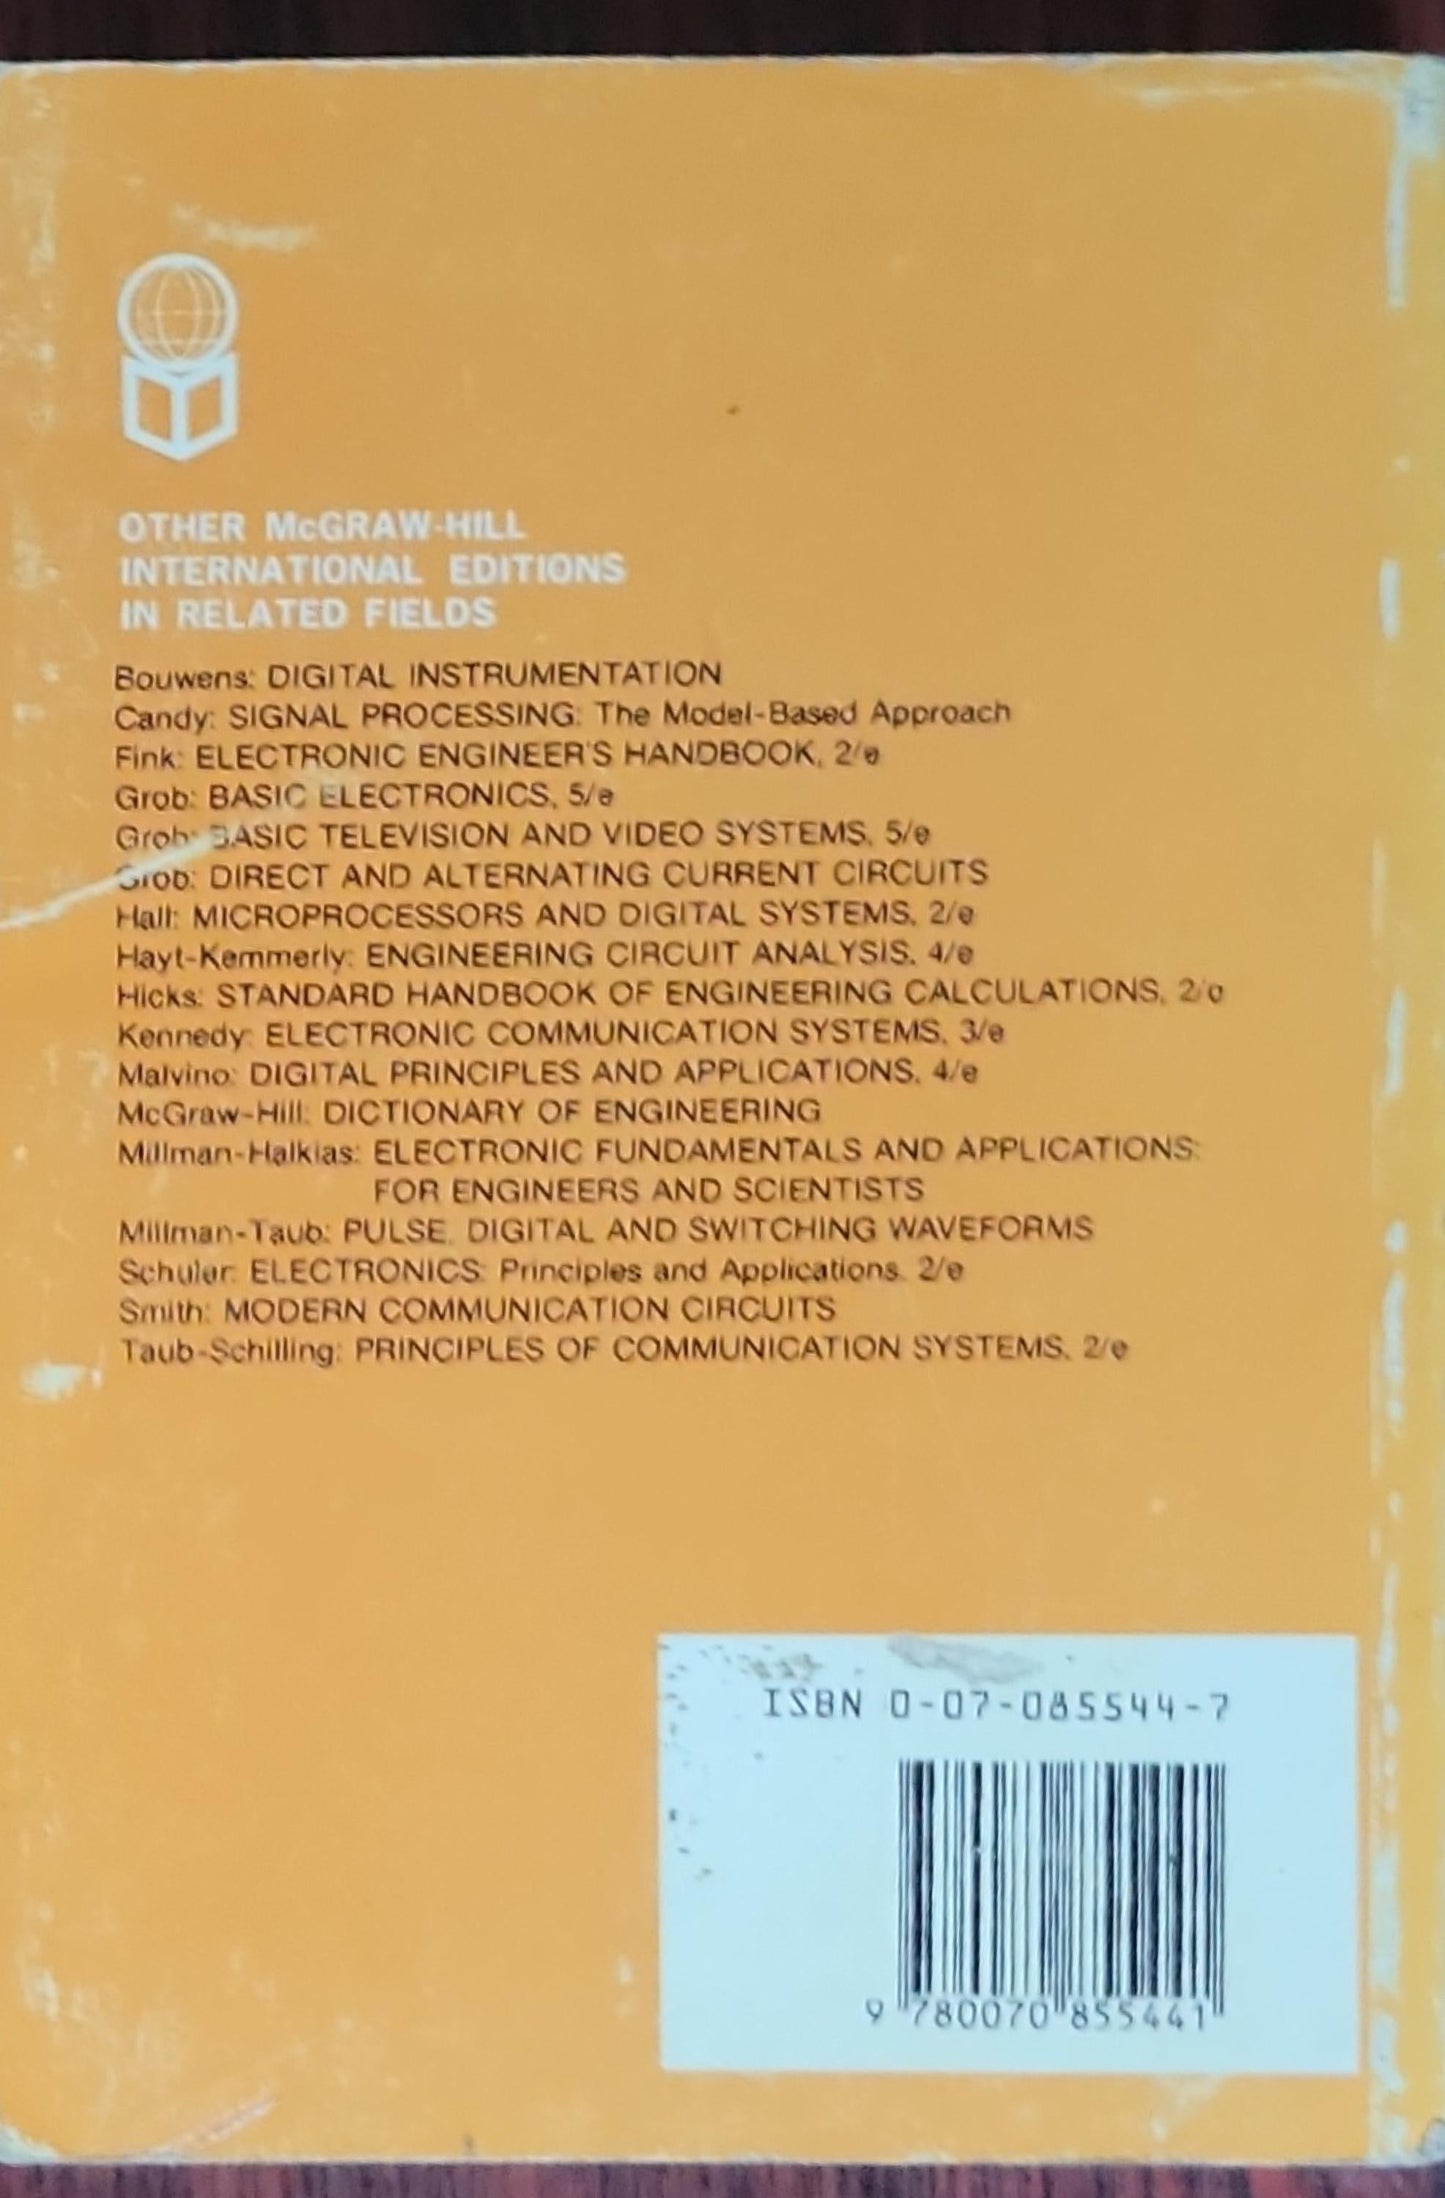 OTHER McGRAW-HILL
INTERNATIONAL EDITIONS
IN RELATED FIELDS
Bouwens: DIGITAL INSTRUMENTATION
Candy: SIGNAL PROCESSING: The Model-Based Approach
Fink: ELECTRONIC ENGINEER'S HANDBOOK, 2/e
Grob: BASIC ELECTRONICS, 5/e
Grob: BASIC TELEVISION AND VIDEO SYSTEMS, 5/e
Grob: DIRECT AND ALTERNATING CURRENT CIRCUITS
Hall: MICROPROCESSORS AND DIGITAL SYSTEMS, 2/e
Hayt-Kemmerly: ENGINEERING CIRCUIT ANALYSIS, 4/e
Hicks: STANDARD HANDBOOK OF ENGINEERING CALCULATIONS, 2/e
Kennedy: ELECTRONIC COMMUNICATION SYSTEMS, 3/e
Malvino: DIGITAL PRINCIPLES AND APPLICATIONS, 4/e
McGraw-Hill: DICTIONARY OF ENGINEERING
Millman-Halkias: ELECTRONIC FUNDAMENTALS AND APPLICATIONS:
FOR ENGINEERS AND SCIENTISTS
Millman-Taub: PULSE, DIGITAL AND SWITCHING WAVEFORMS
Schuler: ELECTRONICS: Principles and Applications, 2/e
Smith: MODERN COMMUNICATION CIRCUITS
Taub-Schilling: PRINCIPLES OF COMMUNICATION SYSTEMS, 2/e
ISBN 0-07-085544-7
9 780070 855441